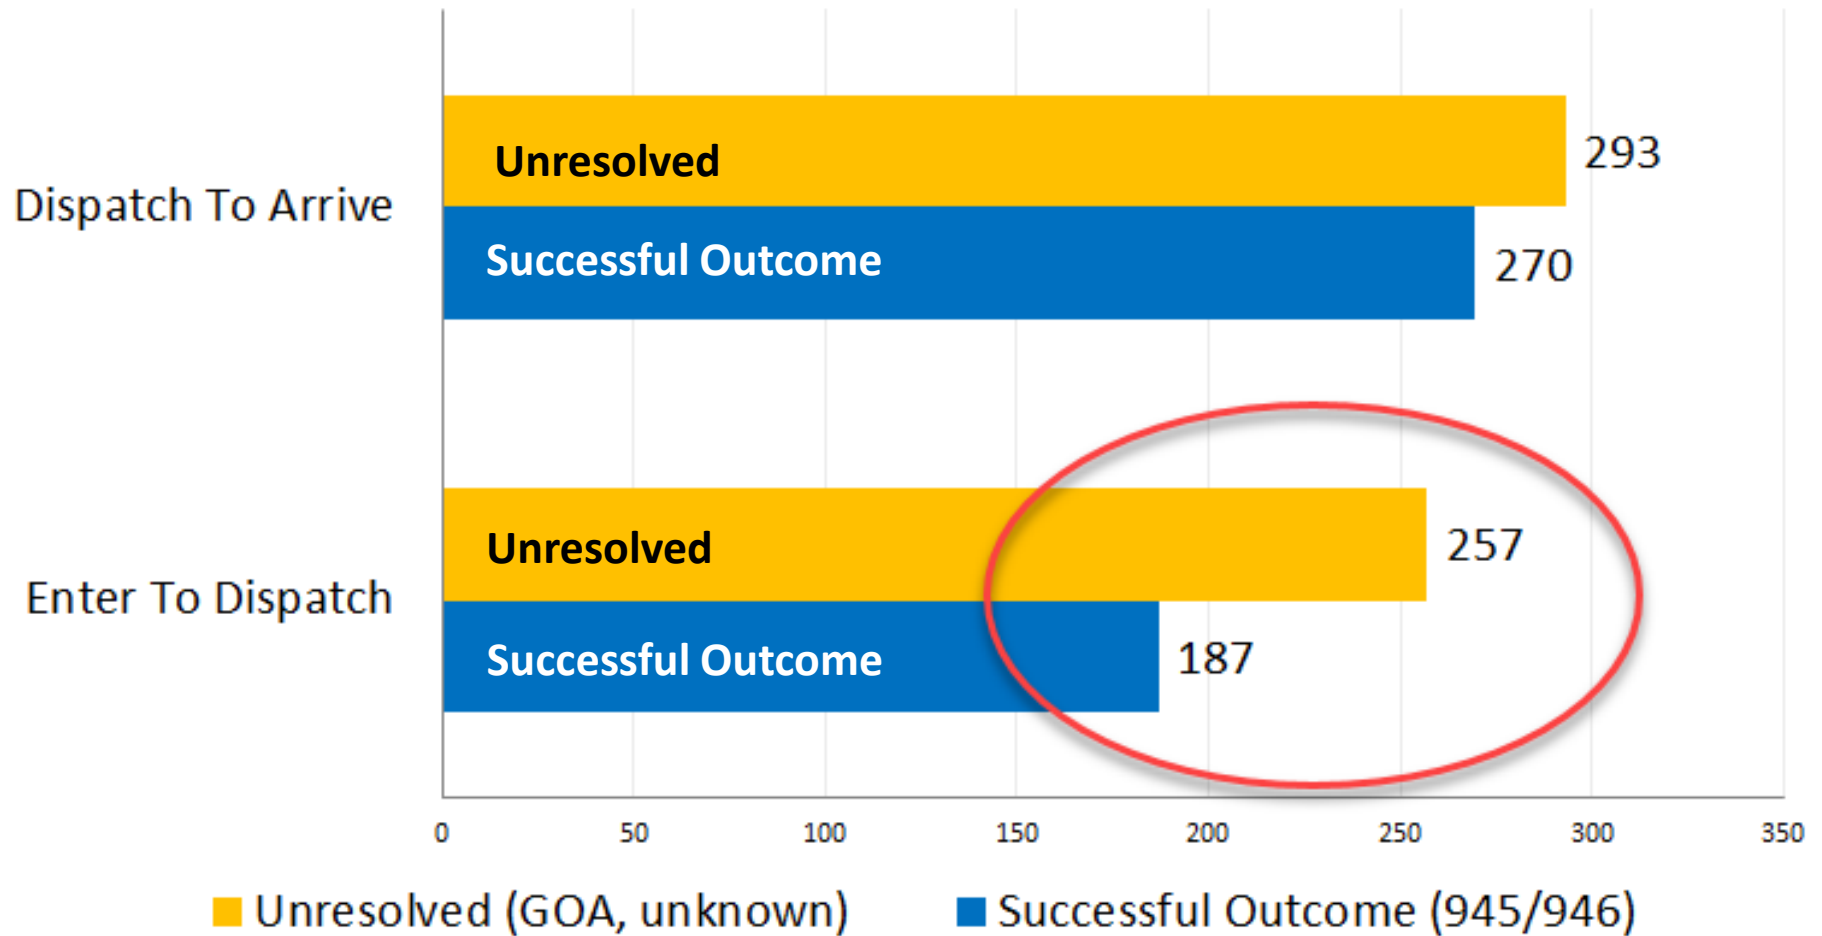 Unresolved
293
Dispatch To Arrive
Successful Outcome
270
Unresolved
257
Enter To Dispatch
Successful Outcome
187
0 50 100 150 200 250 300 350
Unresolved (GOA, unknown) Successful Outcome (945/946)